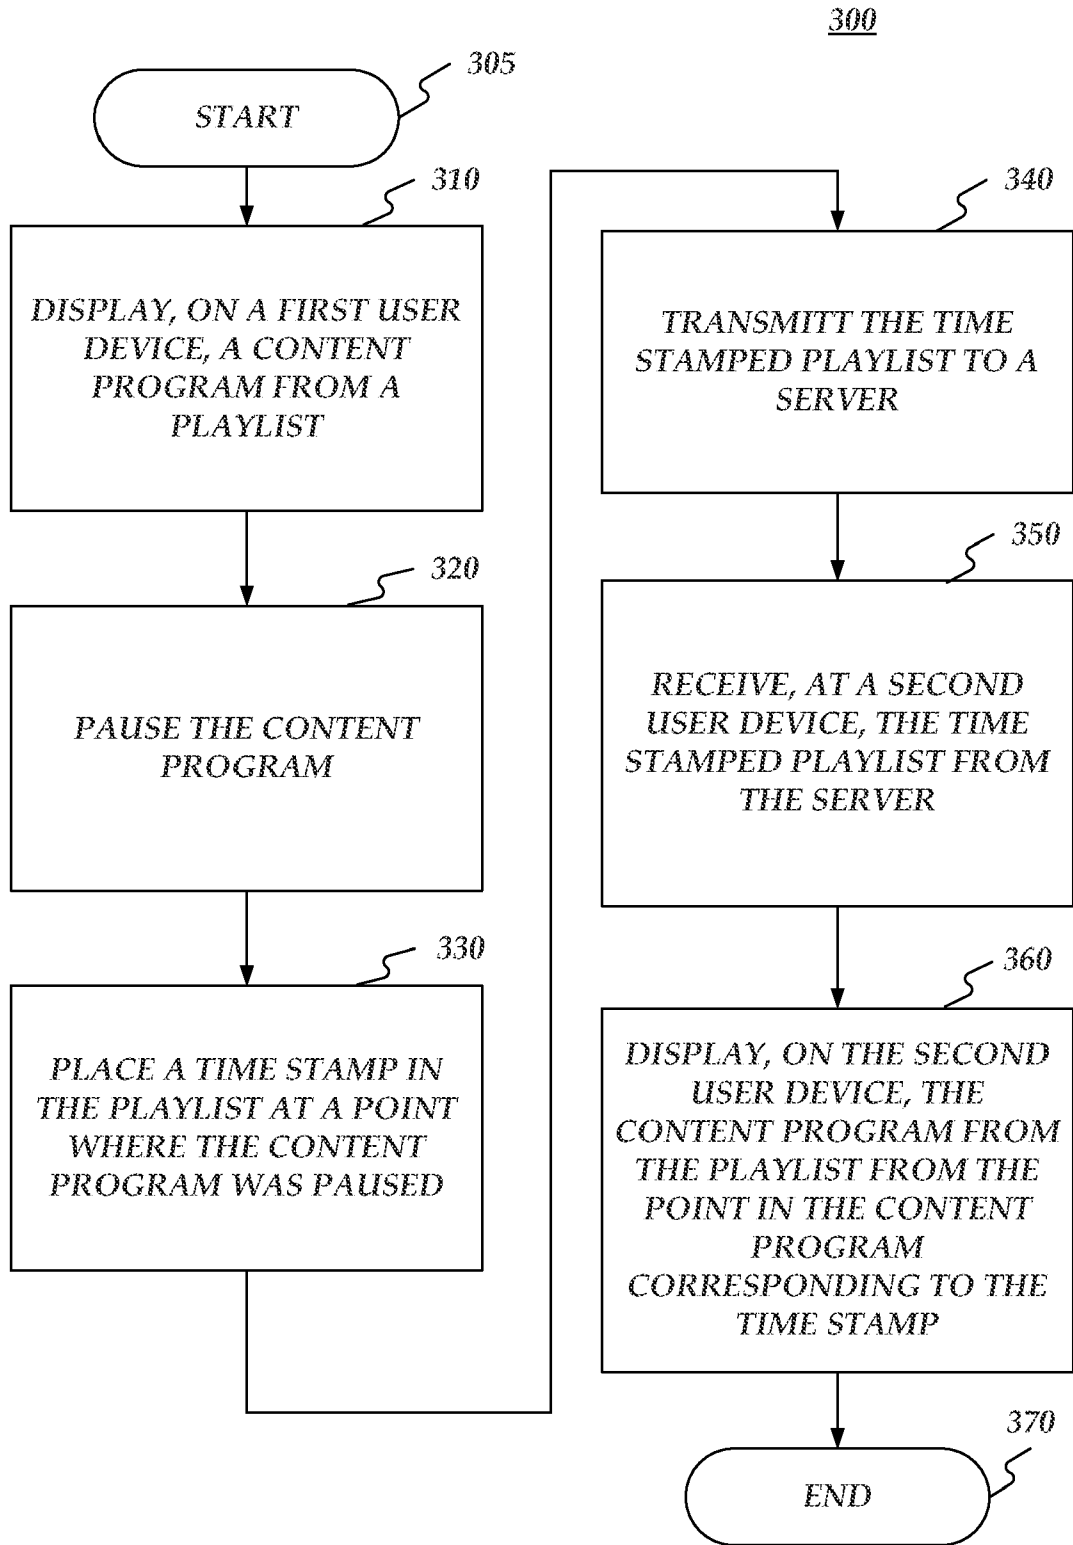 300
305
START
310
DISPLAY, ON A FIRST USER
DEVICE, A CONTENT
PROGRAM FROM A
PLAYLIST
320
PAUSE THE CONTENT
PROGRAM
330
PLACE A TIME STAMP IN
THE PLAYLIST AT A POINT
WHERE THE CONTENT
PROGRAM WAS PAUSED
340
TRANSMITT THE TIME
STAMPED PLAYLIST TO A
SERVER
350
RECEIVE, AT A SECOND
USER DEVICE, THE TIME
STAMPED PLAYLIST FROM
THE SERVER
360
DISPLAY, ON THE SECOND
USER DEVICE, THE
CONTENT PROGRAM FROM
THE PLAYLIST FROM THE
POINT IN THE CONTENT
PROGRAM
CORRESPONDING TO THE
TIME STAMP
370
END